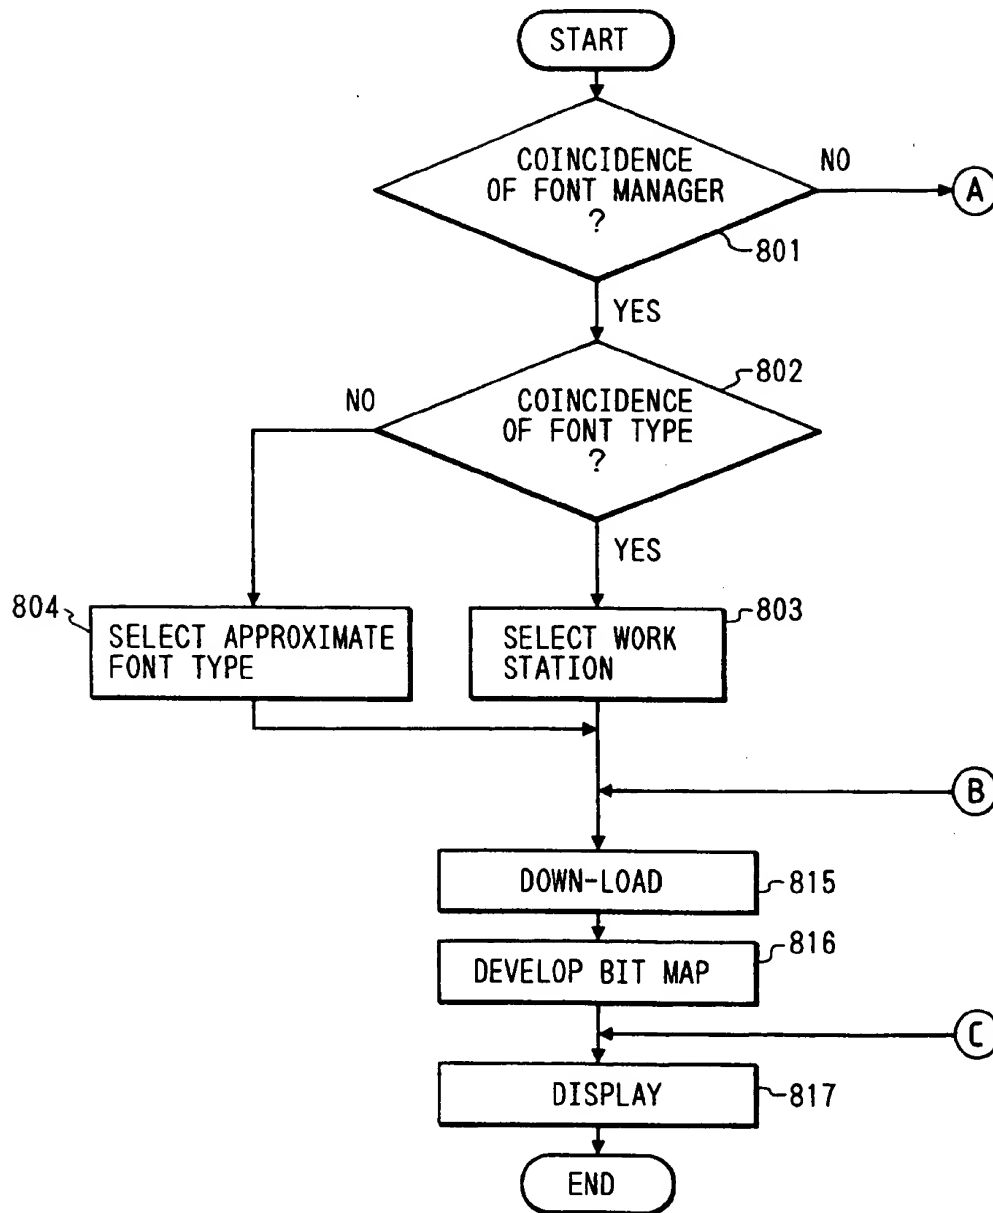 START
COINCIDENCE
OF FONT MANAGER
?
NO
A
801
YES
802
NO
COINCIDENCE
OF FONT TYPE
?
YES
804
SELECT APPROXIMATE
FONT TYPE
803
SELECT WORK
STATION
B
DOWN-LOAD
815
DEVELOP BIT MAP
816
C
DISPLAY
817
END